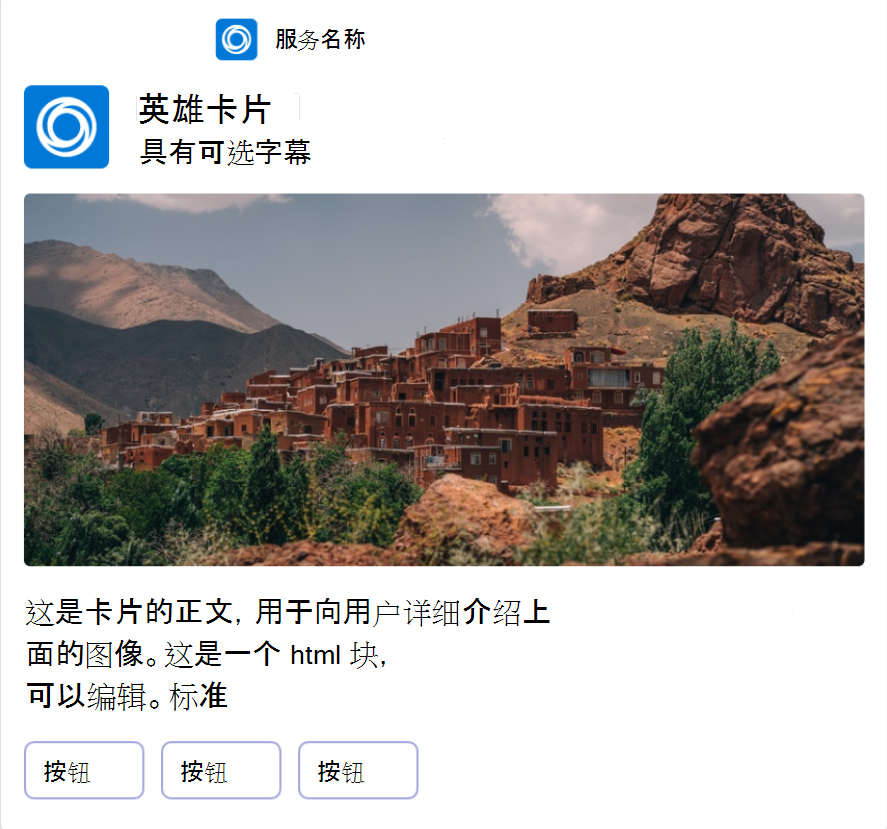 服务名称
英雄卡片
具有可选字幕
这是卡片的正文，用于向用户详细介绍上
面的图像。这是一个 html 块，
可以编辑。标准
按钮 按钮 按钮